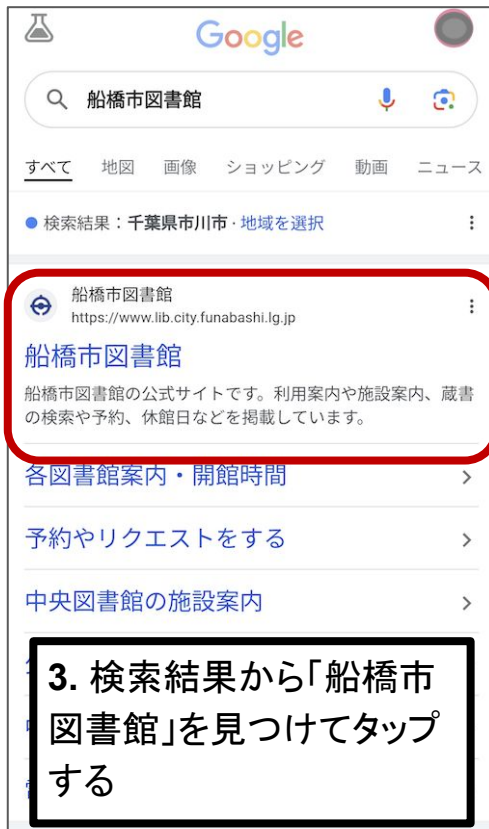 Google
船橋市図書館
すべて 地図 画像 ショッピング 動画 ニュース
検索結果：千葉県市川市・地域を選択
船橋市図書館
https://www.lib.city.funabashi.lg.jp
船橋市図書館
船橋市図書館の公式サイトです。利用案内や施設案内、蔵書
の検索や予約、休館日などを掲載しています。
各図書館案内・開館時間
予約やリクエストをする
中央図書館の施設案内
3. 検索結果から「船橋市
図書館」を見つけてタップ
する